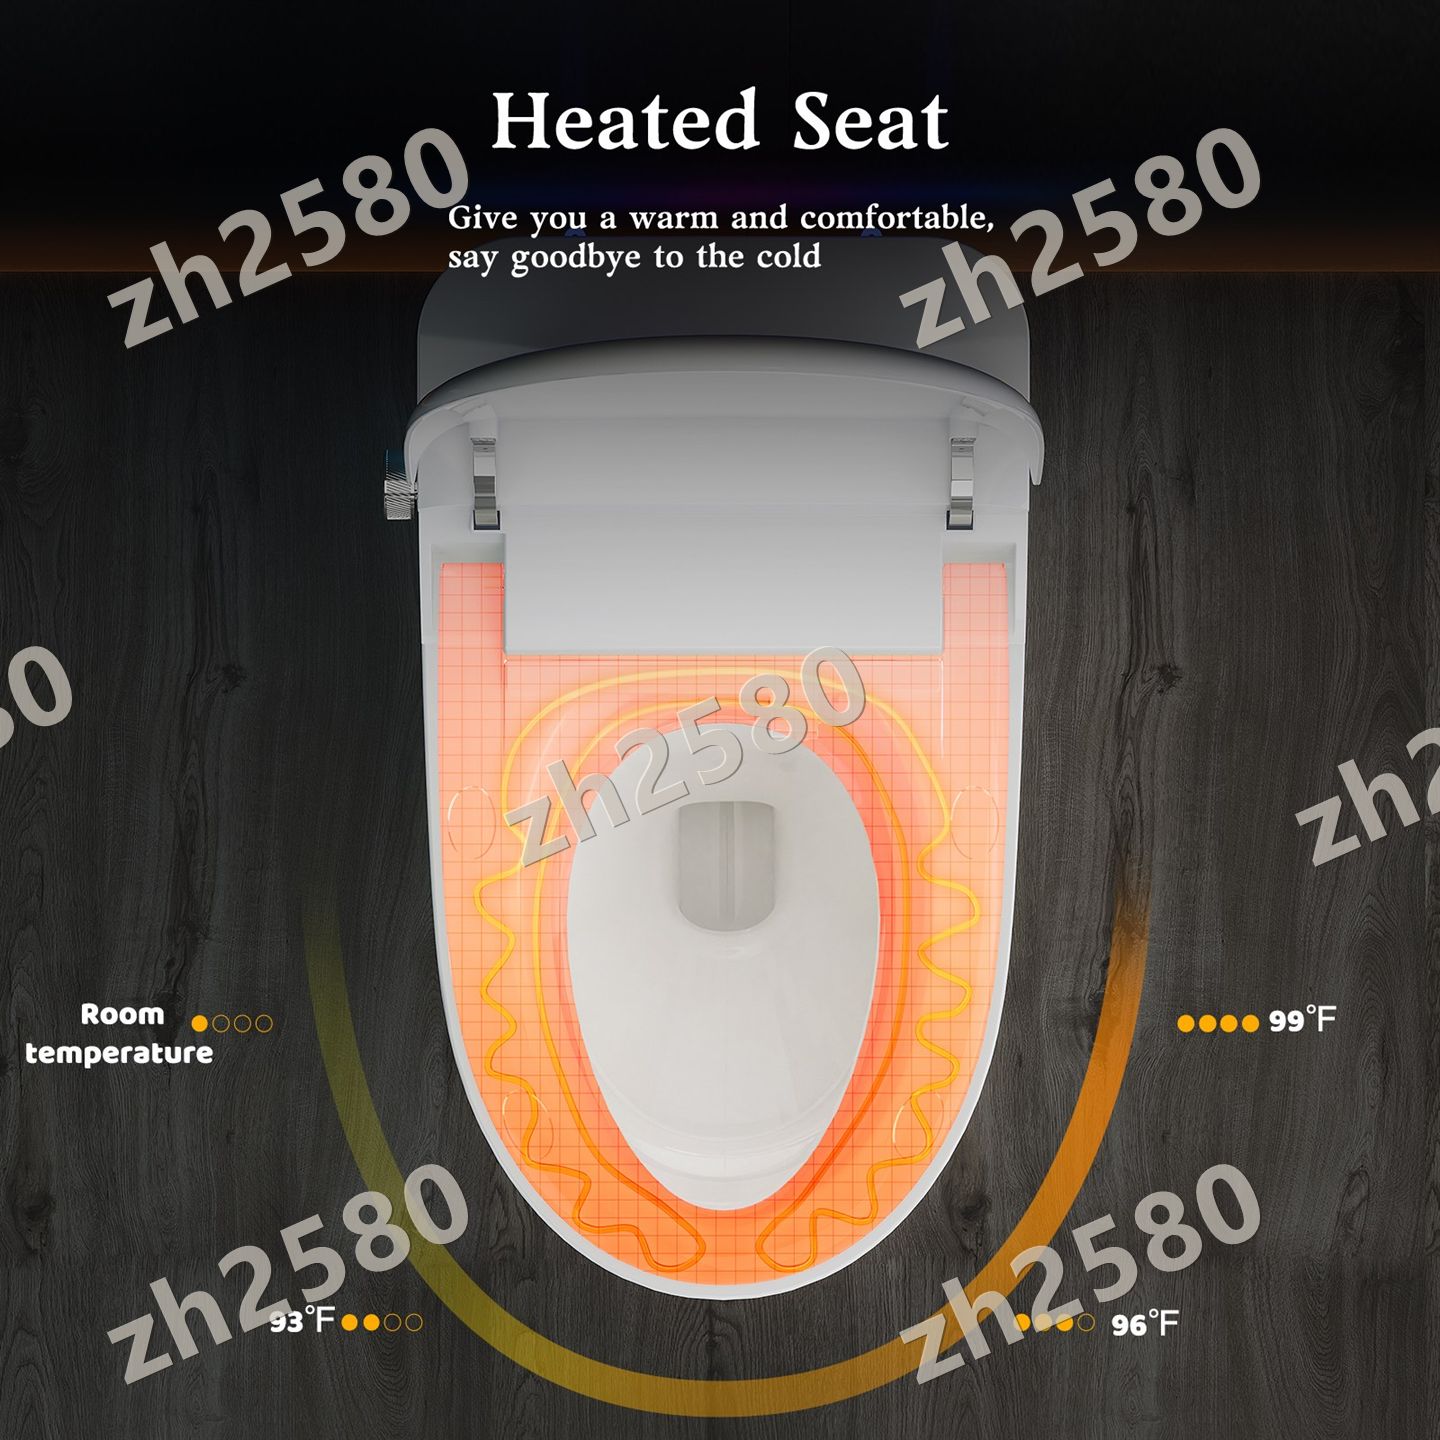 Heated Seat
zh2580
zh2580
Give you a warm and comfortable,
say goodbye to the cold
zh2580
Room
temperature
99°F
zh2580
zh2580
93°F
96°F